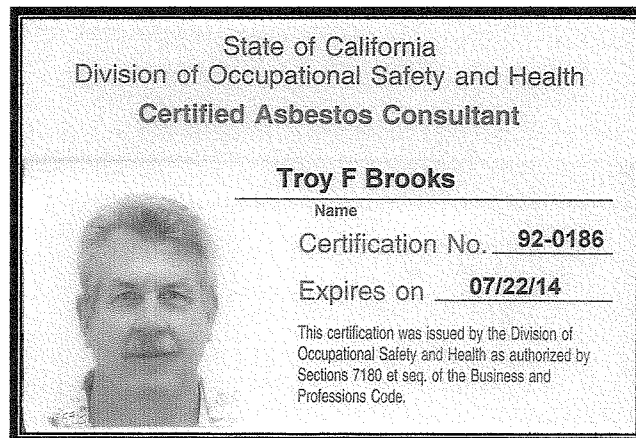 State of California
Division of Occupational Safety and Health
Certified Asbestos Consultant
Troy F Brooks
Name
Certification No. 92-0186
Expires on 07/22/14
This certification was issued by the Division of
Occupational Safety and Health as authorized by
Sections 7180 et seq. of the Business and
Professions Code.